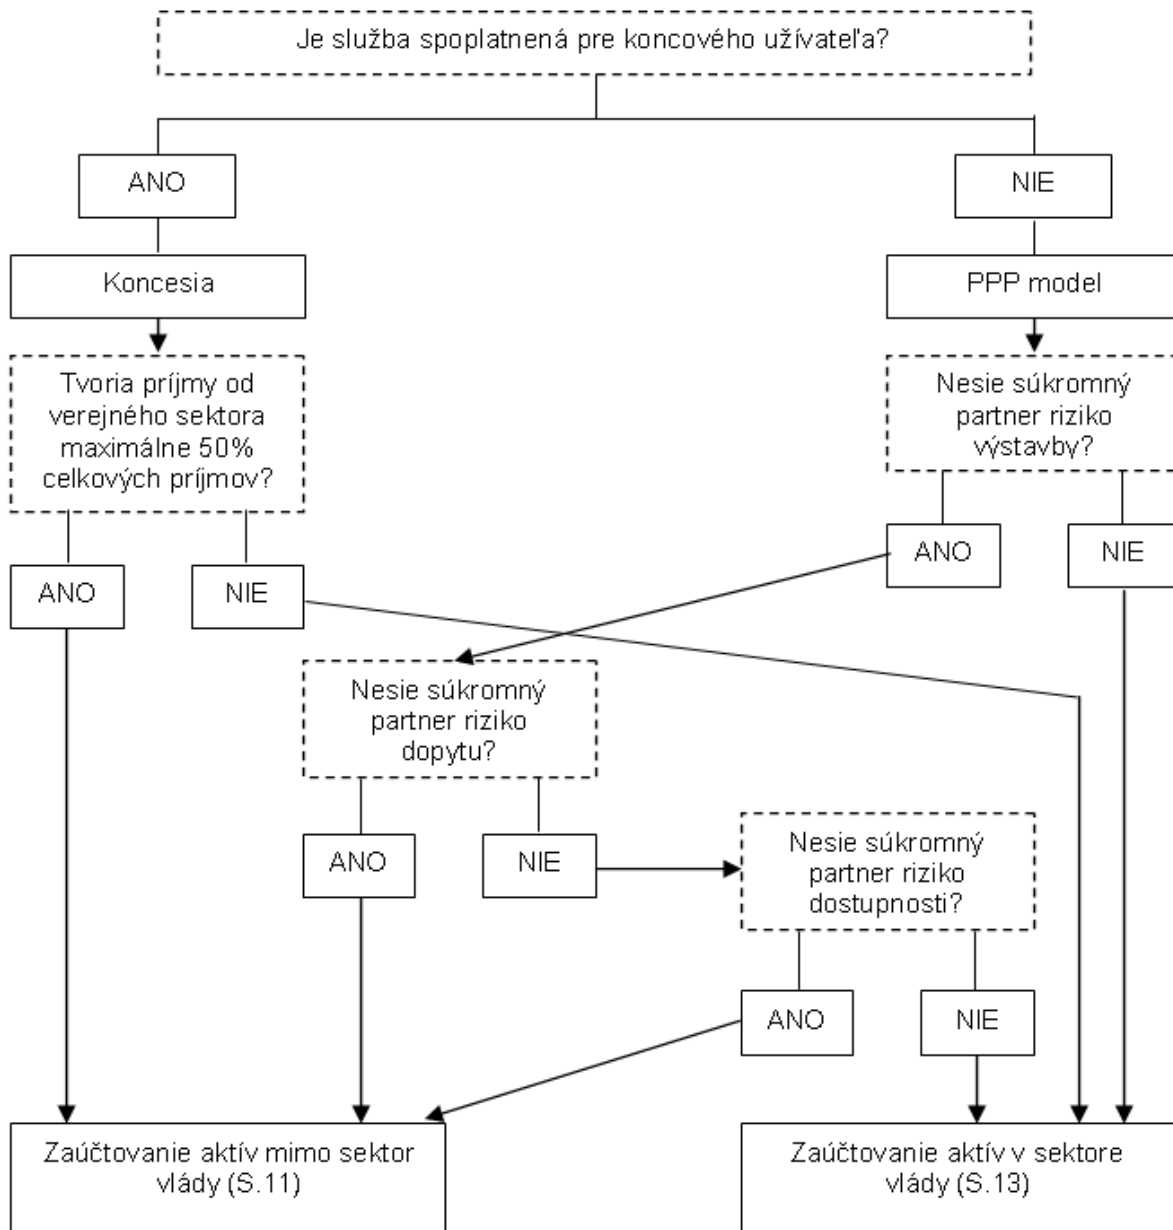 Je služba spoplatnená pre koncového užívateľa?
ANO
NIE
Koncesia
PPP model
Tvoria príjmy od
verejného sektora
maximálne 50%
celkových príjmov?
Nesie súkromný
partner riziko
výstavby?
ANO
NIE
ANO
NIE
Nesie súkromný
partner riziko
dopytu?
ANO
NIE
Nesie súkromný
partner riziko
dostupnosti?
ANO
NIE
Zaúčtovanie aktív mimo sektor
vlády (S.11)
Zaúčtovanie aktív v sektore
vlády (S.13)